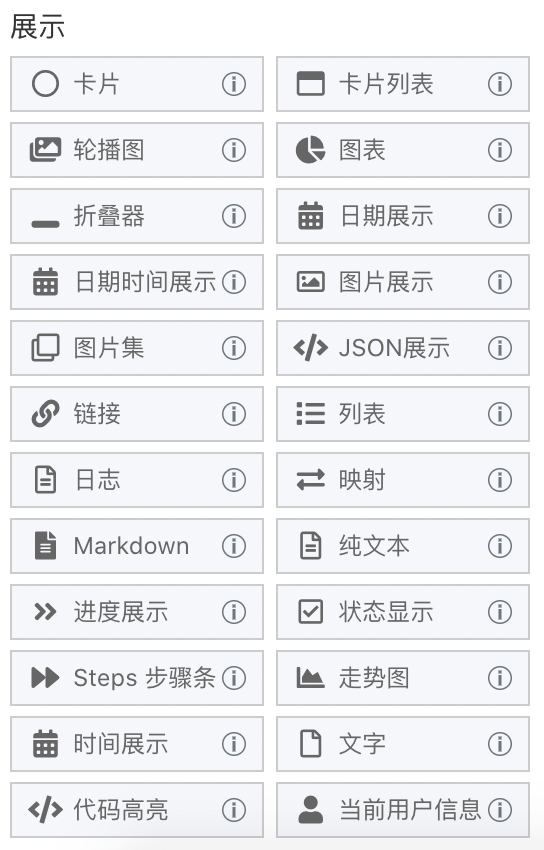 展示
卡片
卡片列表
轮播图
图表
折叠器
日期展示
日期时间展示
图片展示
图片集
JSON展示
链接
列表
日志
映射
Markdown
纯文本
进度展示
状态显示
Steps 步骤条
走势图
时间展示
文字
代码高亮
当前用户信息